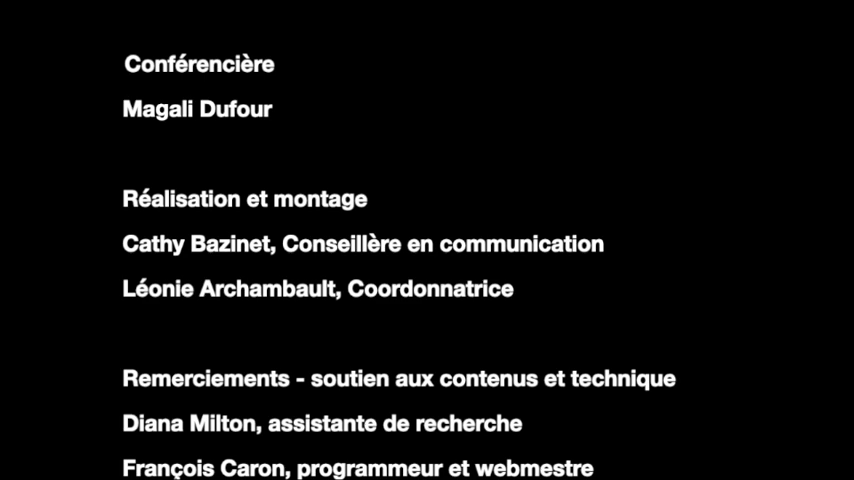 Conférencière
Magali Dufour
Réalisation et montage
Cathy Bazinet, Conseillère en communication
Léonie Archambault, Coordonnatrice
Remerciements - soutien aux contenus et technique
Diana Milton, assistante de recherche
François Caron, programmeur et webmestre